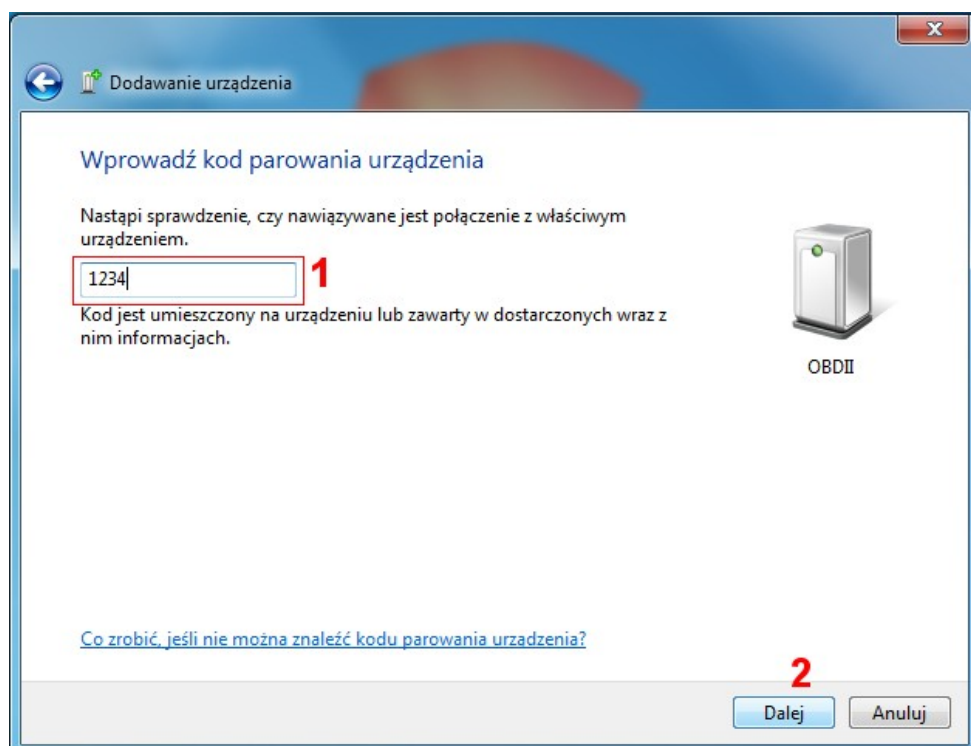 x
Dodawanie urządzenia
Wprowadź kod parowania urządzenia
Nastąpi sprawdzenie, czy nawiązywane jest połączenie z właściwym
urządzeniem.
1234
1
Kod jest umieszczony na urządzeniu lub zawarty w dostarczonych wraz z
nim informacjach.
OBDII
Co zrobić, jeśli nie można znaleźć kodu parowania urządzenia?
2
Dalej
Anuluj